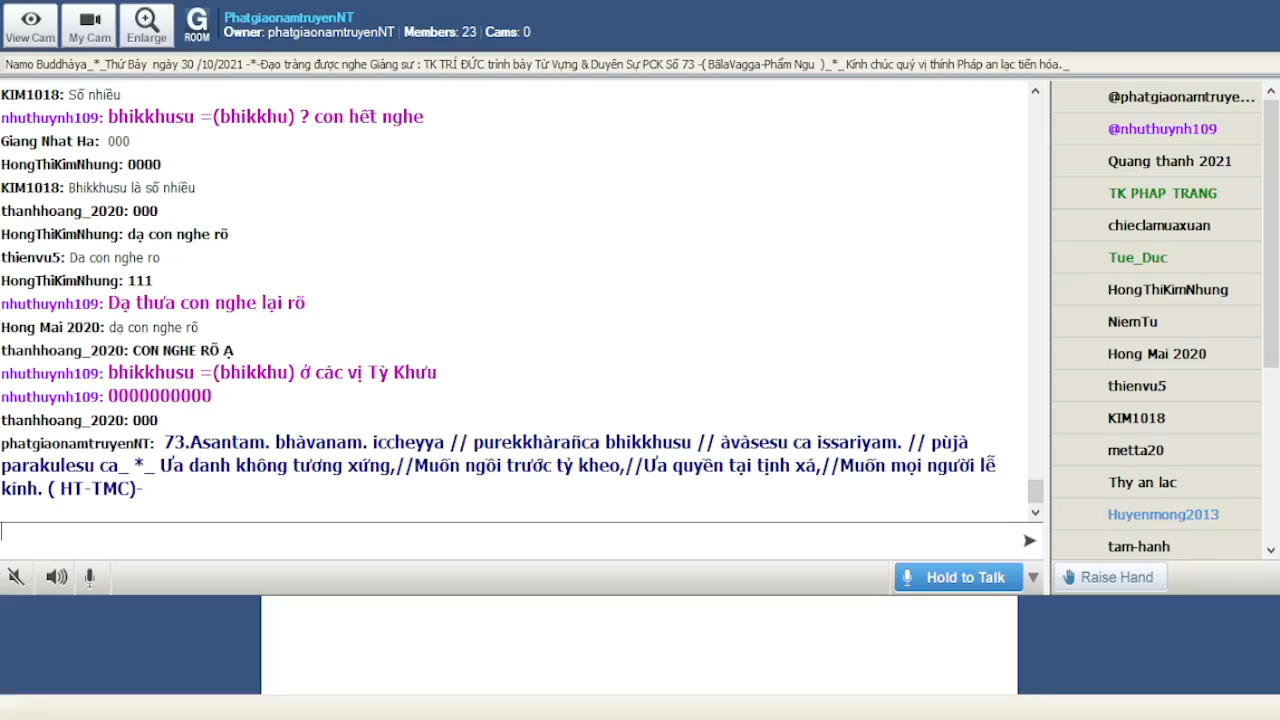 View Cam
My Cam
Enlarge
G
ROOM
PhatgiaonamtruyenNT
Owner: phatgiaonamtruyenNT | Members: 23 | Cams: 0
Namo Buddhàya_*_Thứ Bảy ngày 30 /10/2021 -*-Đạo tràng được nghe Giảng sư : TK TRÍ ĐỨC trình bày Từ Vựng & Duyên Sự PCK Số 73 -( BãlaVagga-Phẩm Ngu )_*_ Kính chúc quý vị thính Pháp an lạc tiến hóa._
KIM1018: Số nhiều
nhuthuynh109: bhikkhusu =(bhikkhu) ? con hết nghe
Giang Nhat Ha: 000
HongThiKimNhung: 0000
KIM1018: Bhikkhusu là số nhiều
thanhhoang_2020: 000
HongThiKimNhung: dạ con nghe rõ
thienvu5: Da con nghe ro
HongThiKimNhung: 111
nhuthuynh109: Dạ thưa con nghe lại rõ
Hong Mai 2020: dạ con nghe rõ
thanhhoang_2020: CON NGHE RÕ Ạ
nhuthuynh109: bhikkhusu =(bhikkhu) ở các vị Tỳ Khưu
nhuthuynh109: 0000000000
thanhhoang_2020: 000
phatgiaonamtruyenNT: 73.Asantam. bhàvanam. iccheyya // purekkhàrañca bhikkhusu // àvàsesu ca issariyam. // pùjà
parakulesu ca_ *_ Ưa danh không tương xứng,//Muốn ngồi trước tỷ kheo,//Ưa quyền tại tịnh xá,//Muốn mọi người lễ
kính. ( HT-TMC)-
@phatgiaonamtruye...
@nhuthuynh109
Quang thanh 2021
TK PHAP TRANG
chieclamuaxuan
Tue_Duc
HongThiKimNhung
NiemTu
Hong Mai 2020
thienvu5
KIM1018
metta20
Thy an lac
Huyenmong2013
tam-hanh
Hold to Talk
Raise Hand